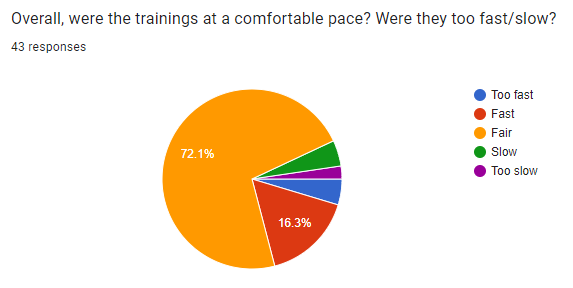 Overall, were the trainings at a comfortable pace? Were they too fast/slow?
43 responses
72.1%
16.3%
Too fast
Fast
Fair
Slow
Too slow